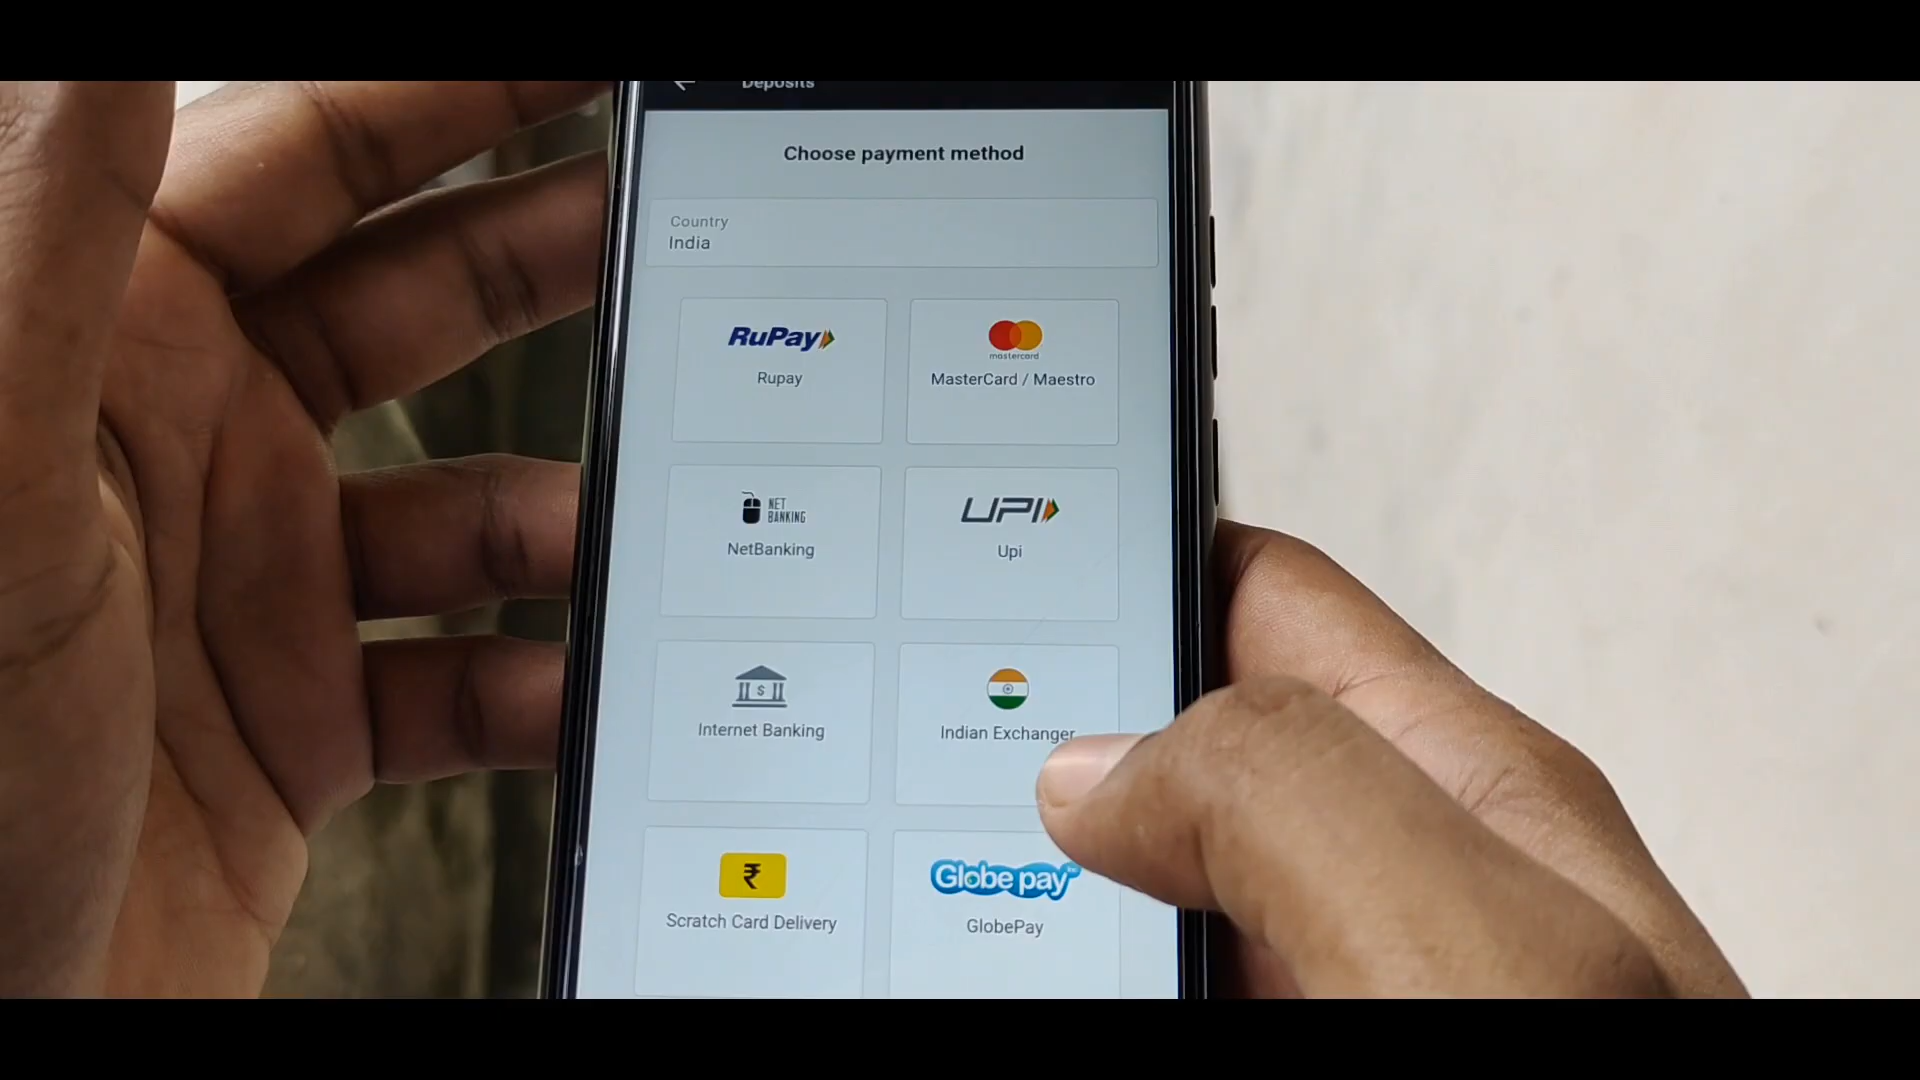 Deposits
Choose payment method
Country
India
RuPay
Rupay
mastercard
MasterCard / Maestro
NET
BANKING
NetBanking
UPI
Upi
$
Internet Banking
Indian Exchanger
₹
Scratch Card Delivery
Globe pay
GlobePay